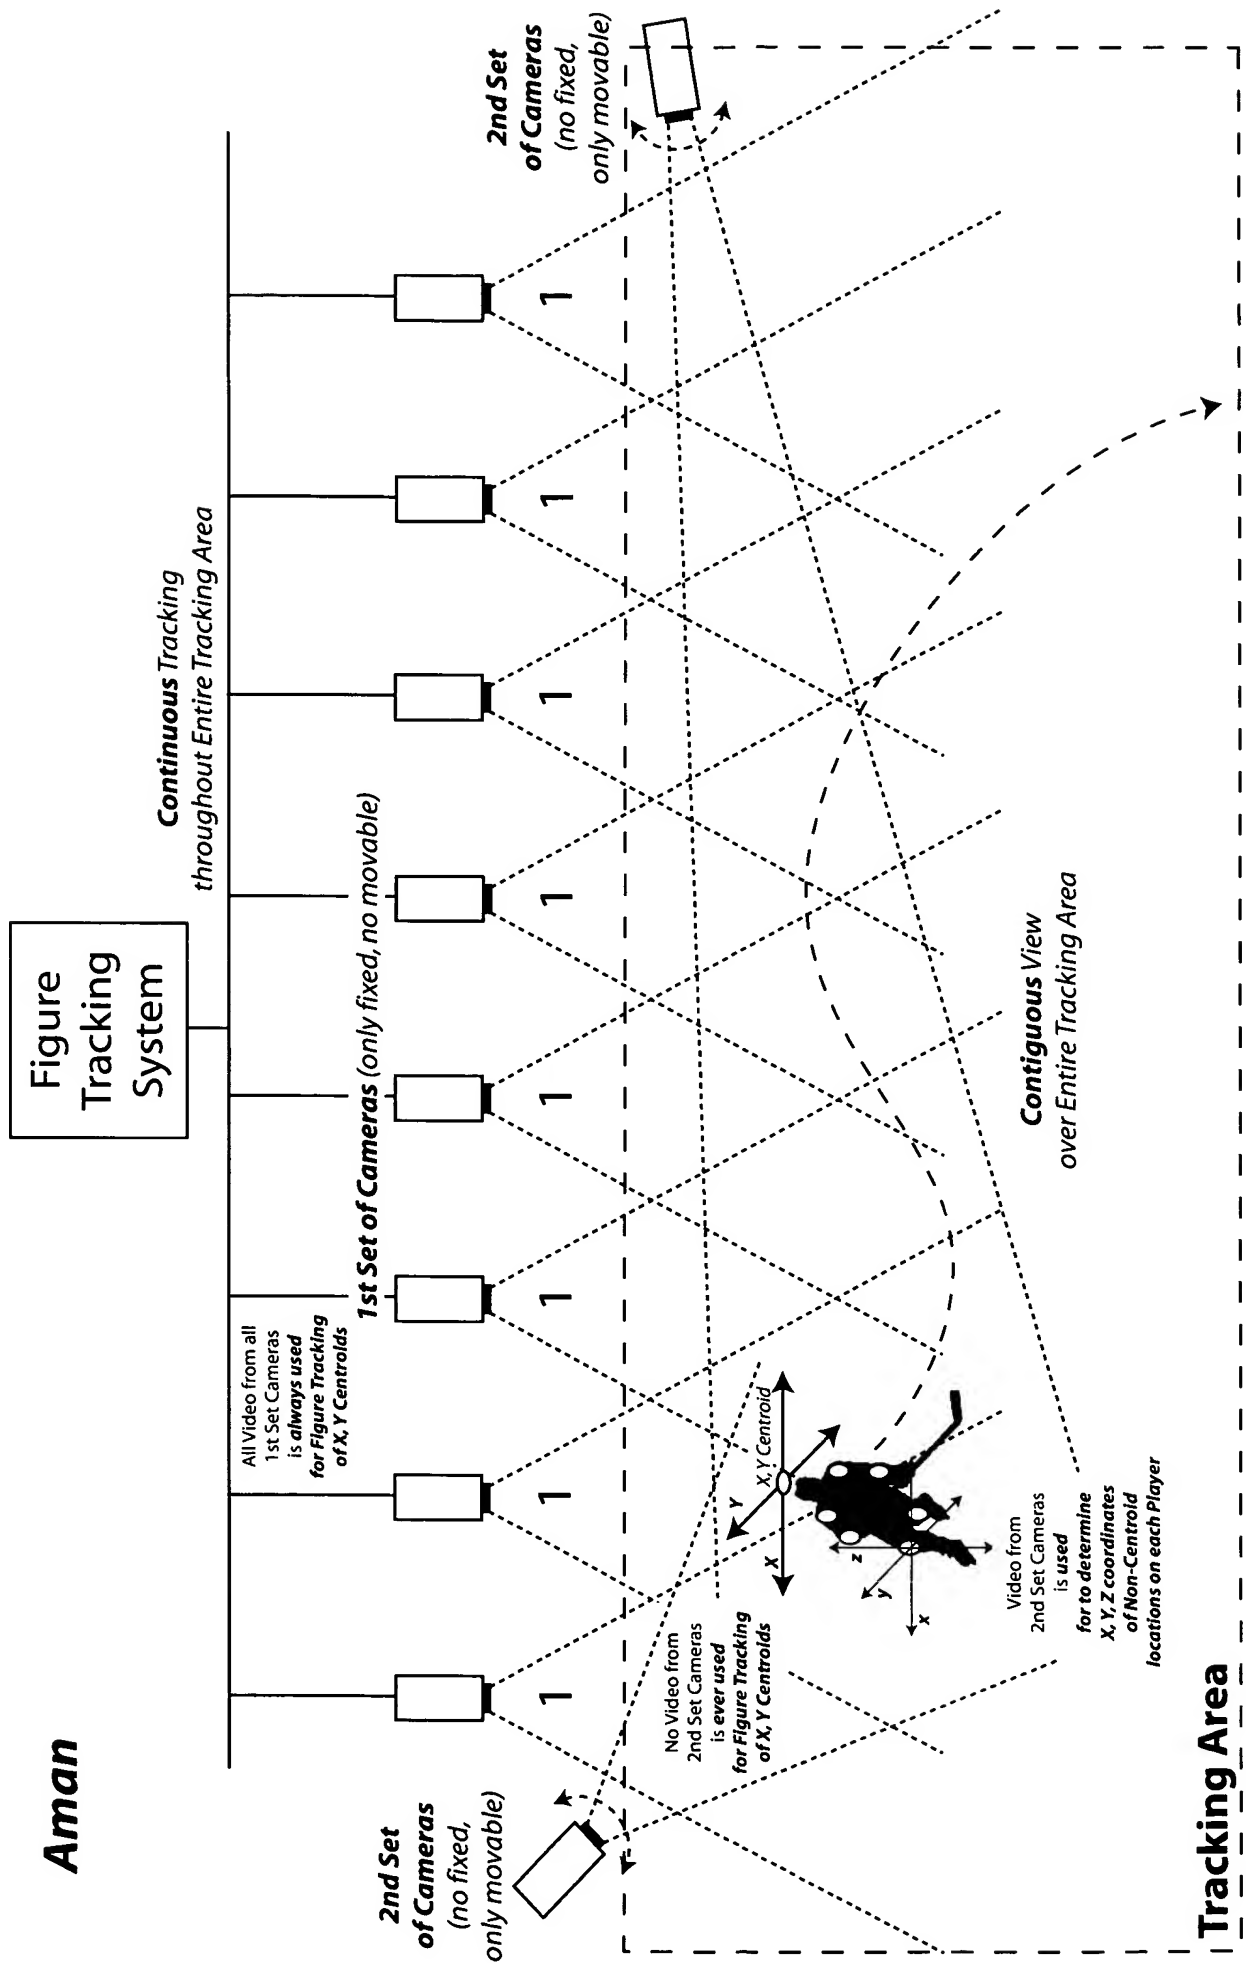 Aman
Figure
Tracking
System
Continuous Tracking
throughout Entire Tracking Area
All Video from all
1st Set Cameras
is always used
for Figure Tracking
of X, Y Centroids
1st Set of Cameras (only fixed, no movable)
2nd Set
of Cameras
(no fixed,
only movable)
2nd Set
of Cameras
(no fixed,
only movable)
1
1
1
1
1
1
1
1
No Video from
2nd Set Cameras
is ever used
for Figure Tracking
of X, Y Centroids
X
Y
X, Y Centroid
x
y
z
Video from
2nd Set Cameras
is used
for to determine
X, Y, Z coordinates
of Non-Centroid
locations on each Player
Contiguous View
over Entire Tracking Area
Tracking Area